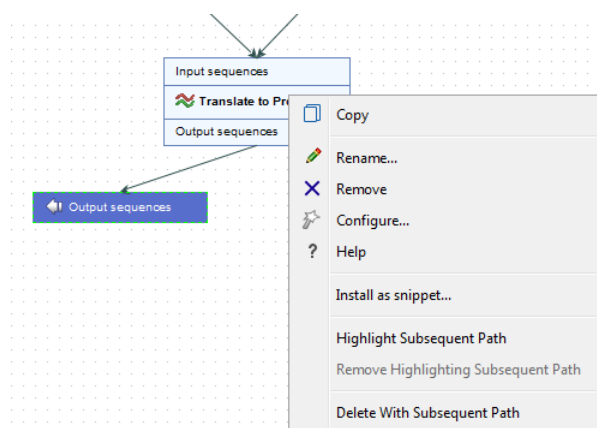 Input sequences
Translate to Pr
Output sequences
Output sequences
Copy
Rename...
Remove
Configure...
? Help
Install as snippet...
Highlight Subsequent Path
Remove Highlighting Subsequent Path
Delete With Subsequent Path